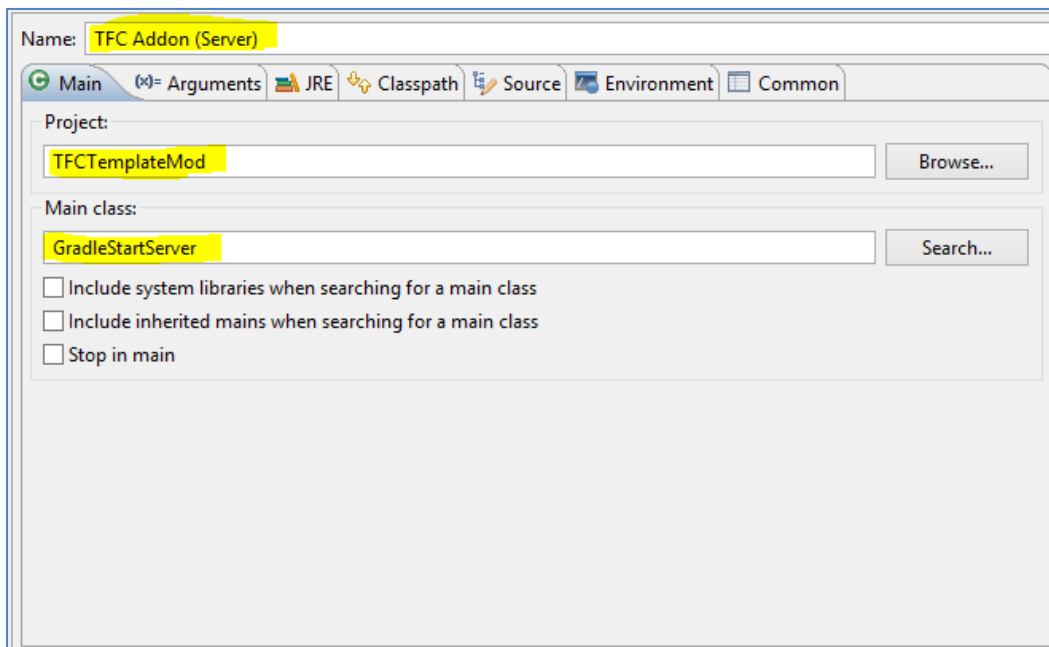 Name: TFC Addon (Server)
Main (x)= Arguments JRE Classpath Source Environment Common
Project:
TFCTemplateMod Browse...
Main class:
GradleStartServer Search...
Include system libraries when searching for a main class
Include inherited mains when searching for a main class
Stop in main